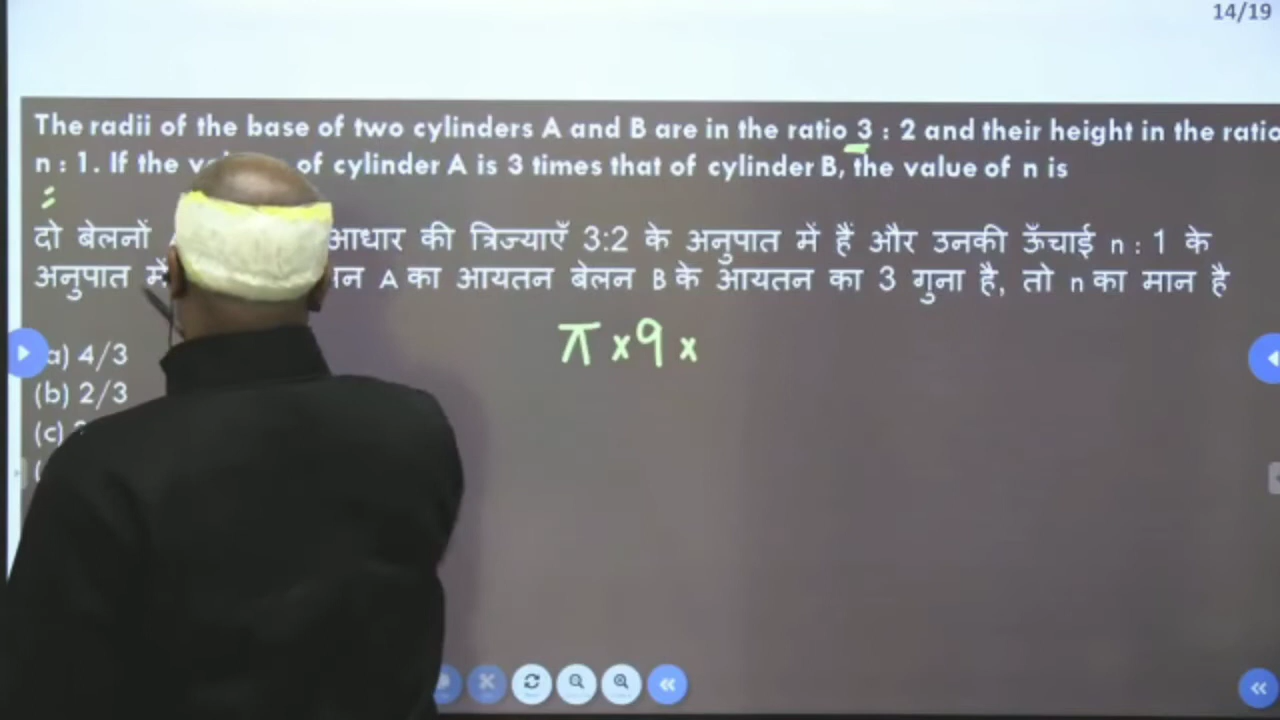 14/19
The radii of the base of two cylinders A and B are in the ratio 3 : 2 and their height in the ratio
n : 1. If the of cylinder A is 3 times that of cylinder B, the value of n is
दो बेलनों आधार की त्रिज्याएँ 3:2 के अनुपात में हैं और उनकी ऊँचाई n : 1 के
अनुपात में A का आयतन बेलन B के आयतन का 3 गुना है, तो n का मान है
π × 9 ×
a) 4/3
(b) 2/3
(c)